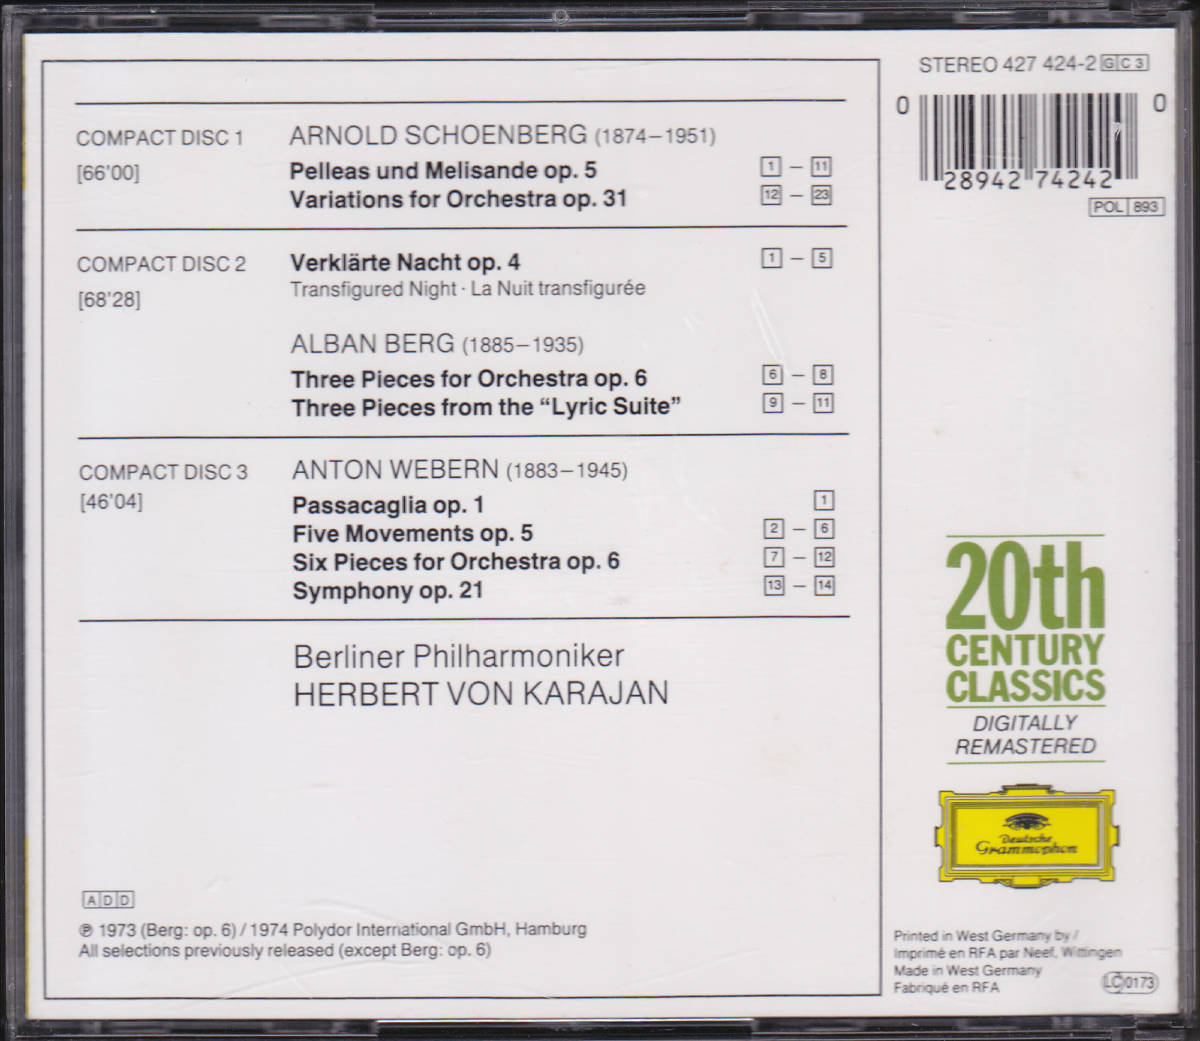 STEREO 427 424-2 G C 3
0 28942 74242 0
POL 893
COMPACT DISC 1
[66'00]
ARNOLD SCHOENBERG (1874–1951)
Pelleas und Melisande op. 5 1 – 11
Variations for Orchestra op. 31 12 – 23
COMPACT DISC 2
[68'28]
Verklärte Nacht op. 4 1 – 5
Transfigured Night · La Nuit transfigurée
ALBAN BERG (1885–1935)
Three Pieces for Orchestra op. 6 6 – 8
Three Pieces from the “Lyric Suite” 9 – 11
COMPACT DISC 3
[46'04]
ANTON WEBERN (1883–1945)
Passacaglia op. 1 1
Five Movements op. 5 2 – 6
Six Pieces for Orchestra op. 6 7 – 12
Symphony op. 21 13 – 14
Berliner Philharmoniker
HERBERT VON KARAJAN
A D D
℗ 1973 (Berg: op. 6) / 1974 Polydor International GmbH, Hamburg
All selections previously released (except Berg: op. 6)
20th
CENTURY
CLASSICS
DIGITALLY
REMASTERED
Deutsche
Grammophon
Printed in West Germany by /
Imprimé en RFA par Neef, Wittingen
Made in West Germany
Fabriqué en RFA
LC 0173